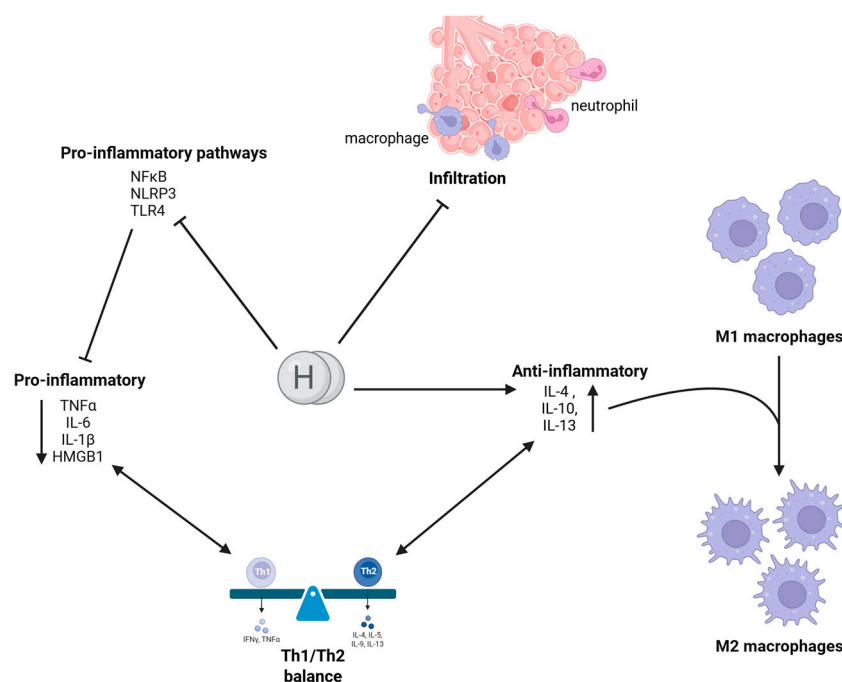 neutrophil
macrophage
Infiltration
Pro-inflammatory pathways
NFκB
NLRP3
TLR4
M1 macrophages
H
Pro-inflammatory
TNFα
IL-6
IL-1β
HMGB1
Anti-inflammatory
IL-4 ,
IL-10,
IL-13
Th1
Th2
IFNγ, TNFα
IL-4, IL-5,
IL-9, IL-13
Th1/Th2
balance
M2 macrophages